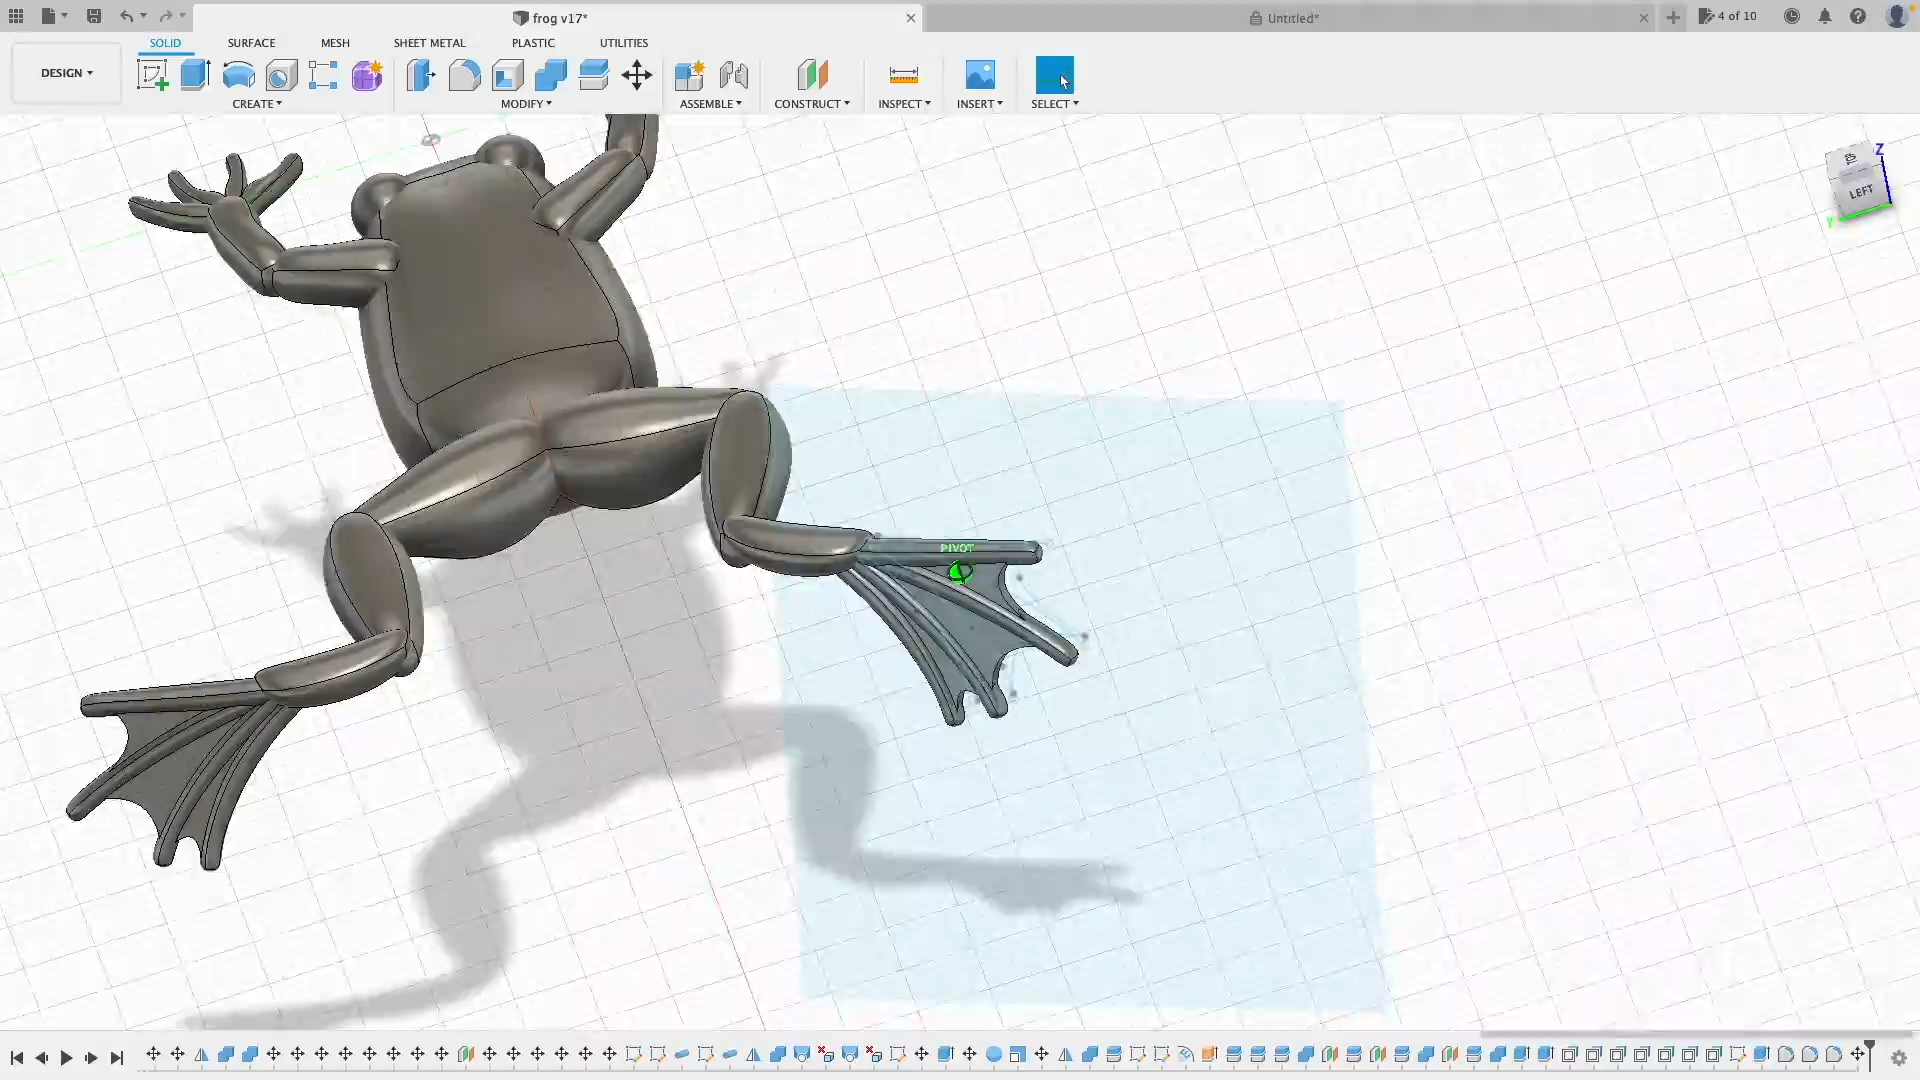 frog v17*
Untitled*
4 of 10
DESIGN
SOLID
SURFACE
MESH
SHEET METAL
PLASTIC
UTILITIES
CREATE
MODIFY
ASSEMBLE
CONSTRUCT
INSPECT
INSERT
SELECT
Z
LEFT
Y
PIVOT